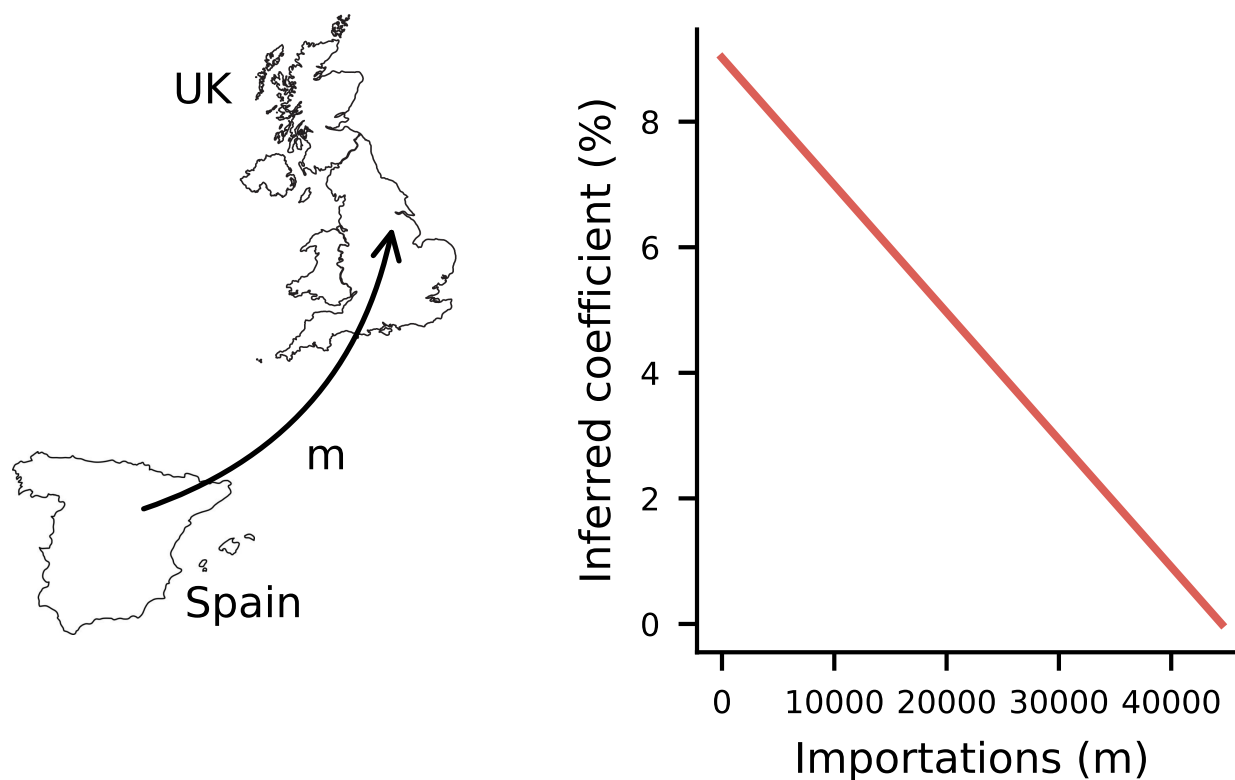 UK
m
Spain
Inferred coefficient (%)
8
6
4
2
0
0 10000 20000 30000 40000
Importations (m)